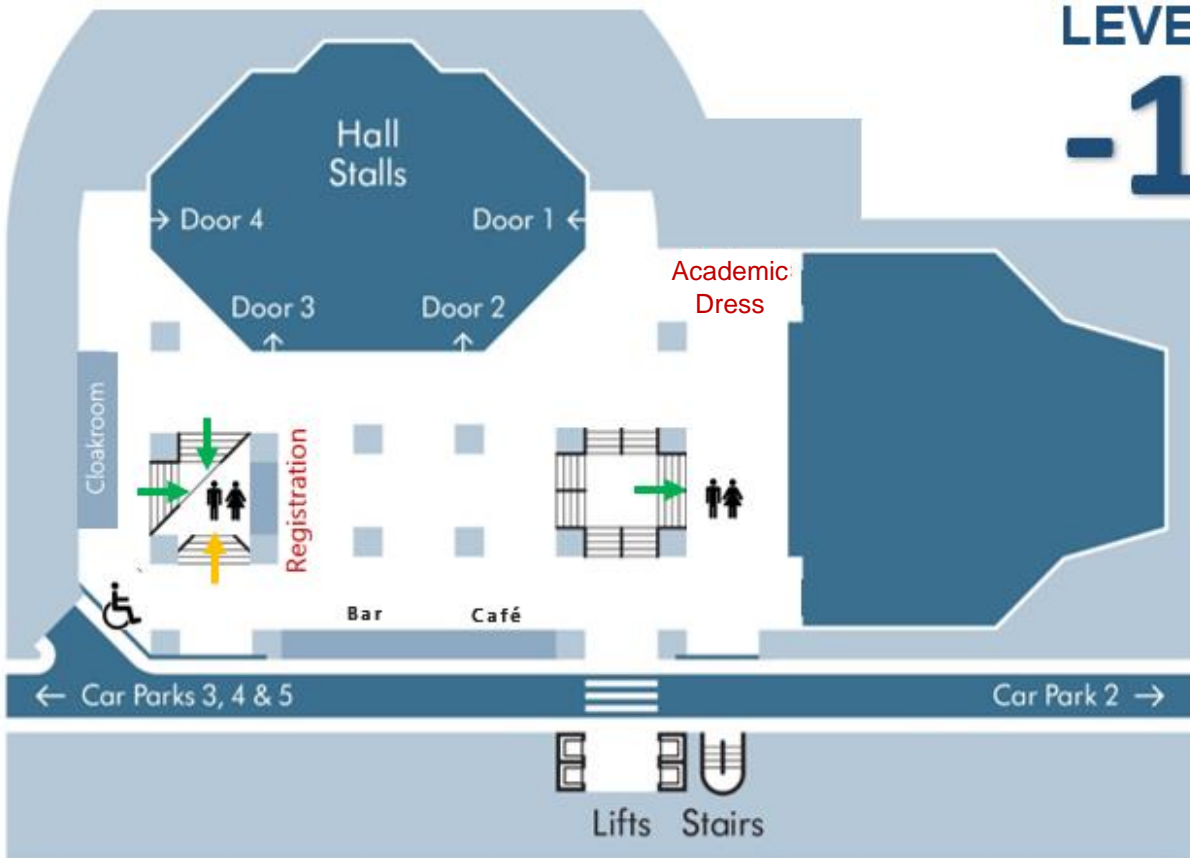 LEVE
-1
Hall
Stalls
Door 4
Door 1
Academic
Dress
Door 3
Door 2
Cloakroom
Registration
Bar
Café
← Car Parks 3, 4 & 5
Car Park 2 →
Lifts
Stairs